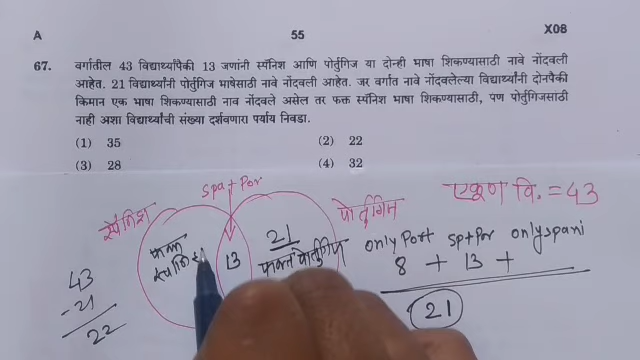 A 55 X08
67. वर्गातील 43 विद्यार्थ्यांपैकी 13 जणांनी स्पॅनिश आणि पोर्तुगिज या दोन्ही भाषा शिकण्यासाठी नावे नोंदवली
आहेत. 21 विद्यार्थ्यांनी पोर्तुगिज भाषेसाठी नावे नोंदवली आहेत. जर वर्गात नावे नोंदवलेल्या विद्यार्थ्यांनी दोनपैकी
किमान एक भाषा शिकण्यासाठी नाव नोंदवले असेल तर फक्त स्पॅनिश भाषा शिकण्यासाठी, पण पोर्तुगिजसाठी
नाही अशा विद्यार्थ्यांची संख्या दर्शवणारा पर्याय निवडा.
(1) 35 (2) 22
(3) 28 (4) 32
spa + Por
स्पॅनिश पोर्तुगिज एकूण वि. = 43
फक्त 13 21 only Port sp+Por only spani
फक्त पोर्तुगिज 8 + 13 +
21
43
-21
22